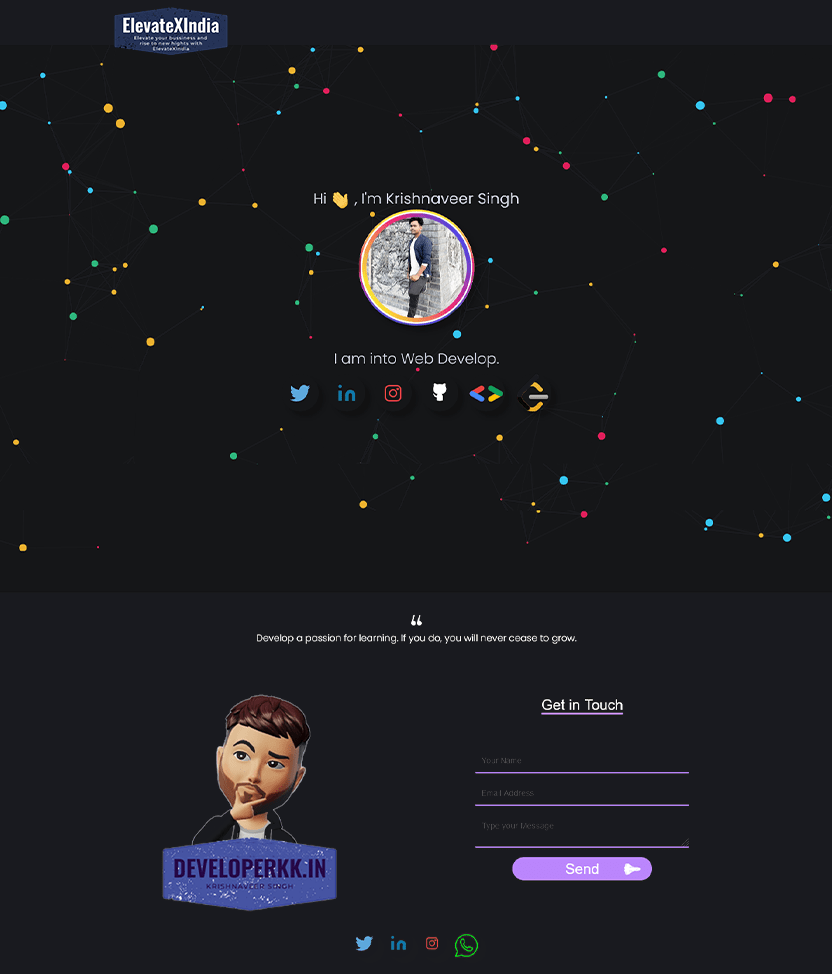 ElevateXIndia
Elevate your bussiness and
rise to new hights with
ElevateXIndia
Hi 👋 , I'm Krishnaveer Singh
I am into Web Develop.
“
Develop a passion for learning. If you do, you will never cease to grow.
Get in Touch
Your Name
Email Address
Type your Message
Send
DEVELOPERKK.IN
KRISHNAVEER SINGH